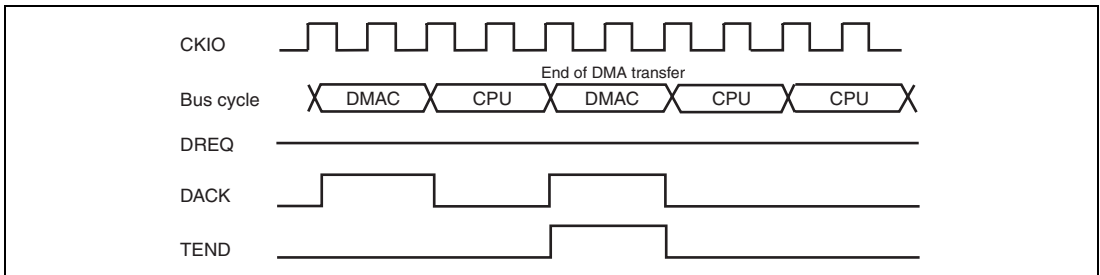 CKIO
End of DMA transfer
Bus cycle DMAC CPU DMAC CPU CPU
DREQ
DACK
TEND